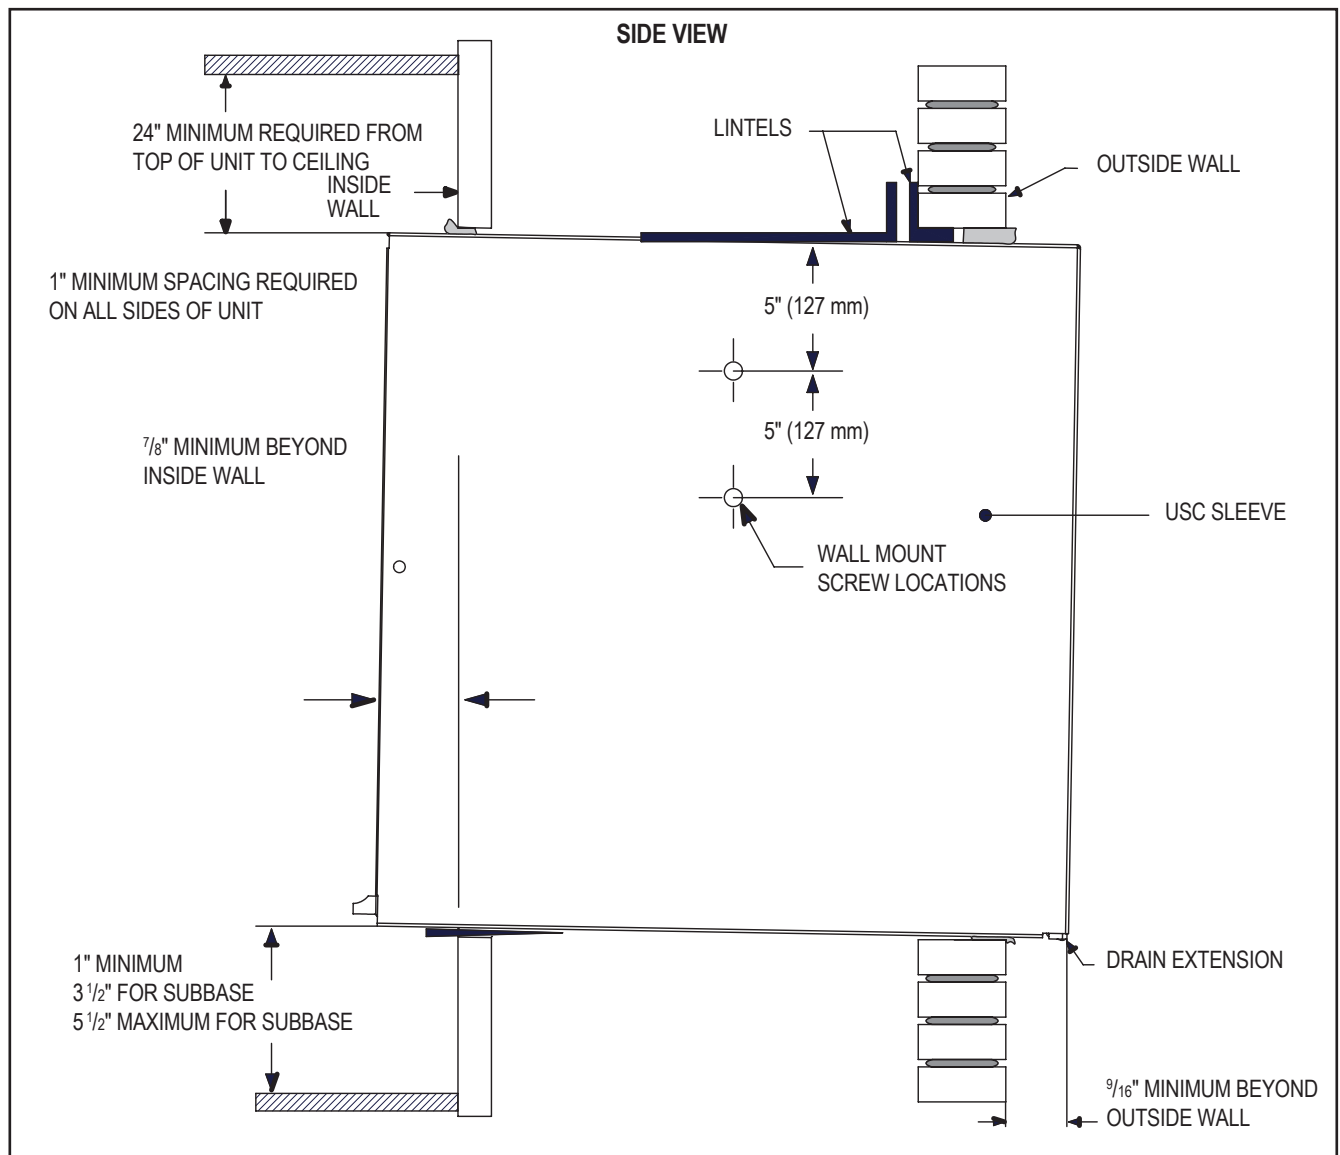 SIDE VIEW
24" MINIMUM REQUIRED FROM
TOP OF UNIT TO CEILING
INSIDE
WALL
LINTELS
OUTSIDE WALL
1" MINIMUM SPACING REQUIRED
ON ALL SIDES OF UNIT
5" (127 mm)
7/8" MINIMUM BEYOND
INSIDE WALL
5" (127 mm)
USC SLEEVE
WALL MOUNT
SCREW LOCATIONS
1" MINIMUM
3 1/2" FOR SUBBASE
5 1/2" MAXIMUM FOR SUBBASE
DRAIN EXTENSION
9/16" MINIMUM BEYOND
OUTSIDE WALL